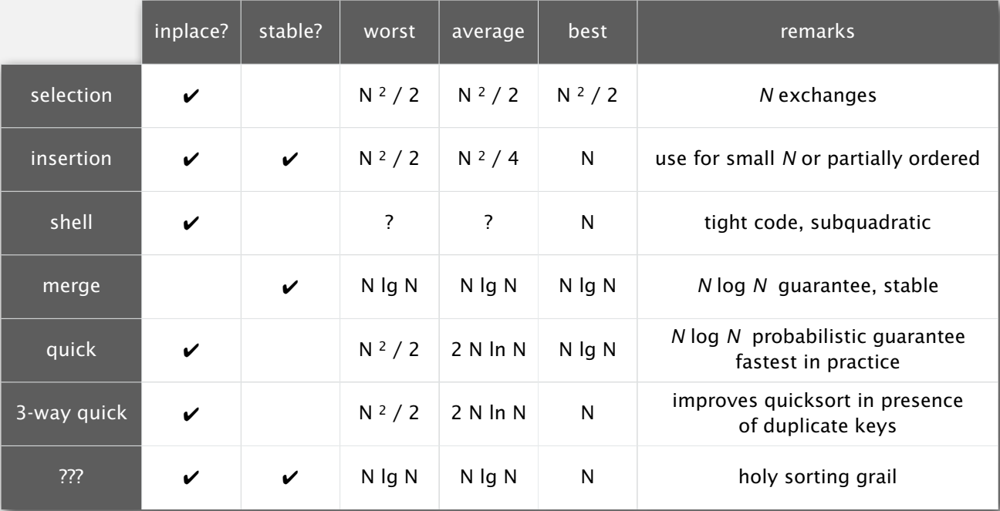 inplace? stable? worst average best remarks
selection ✔ N ² / 2 N ² / 2 N ² / 2 N exchanges
insertion ✔ ✔ N ² / 2 N ² / 4 N use for small N or partially ordered
shell ✔ ? ? N tight code, subquadratic
merge ✔ N lg N N lg N N lg N N log N guarantee, stable
quick ✔ N ² / 2 2 N ln N N lg N N log N probabilistic guarantee
fastest in practice
3-way quick ✔ N ² / 2 2 N ln N N improves quicksort in presence
of duplicate keys
??? ✔ ✔ N lg N N lg N N holy sorting grail